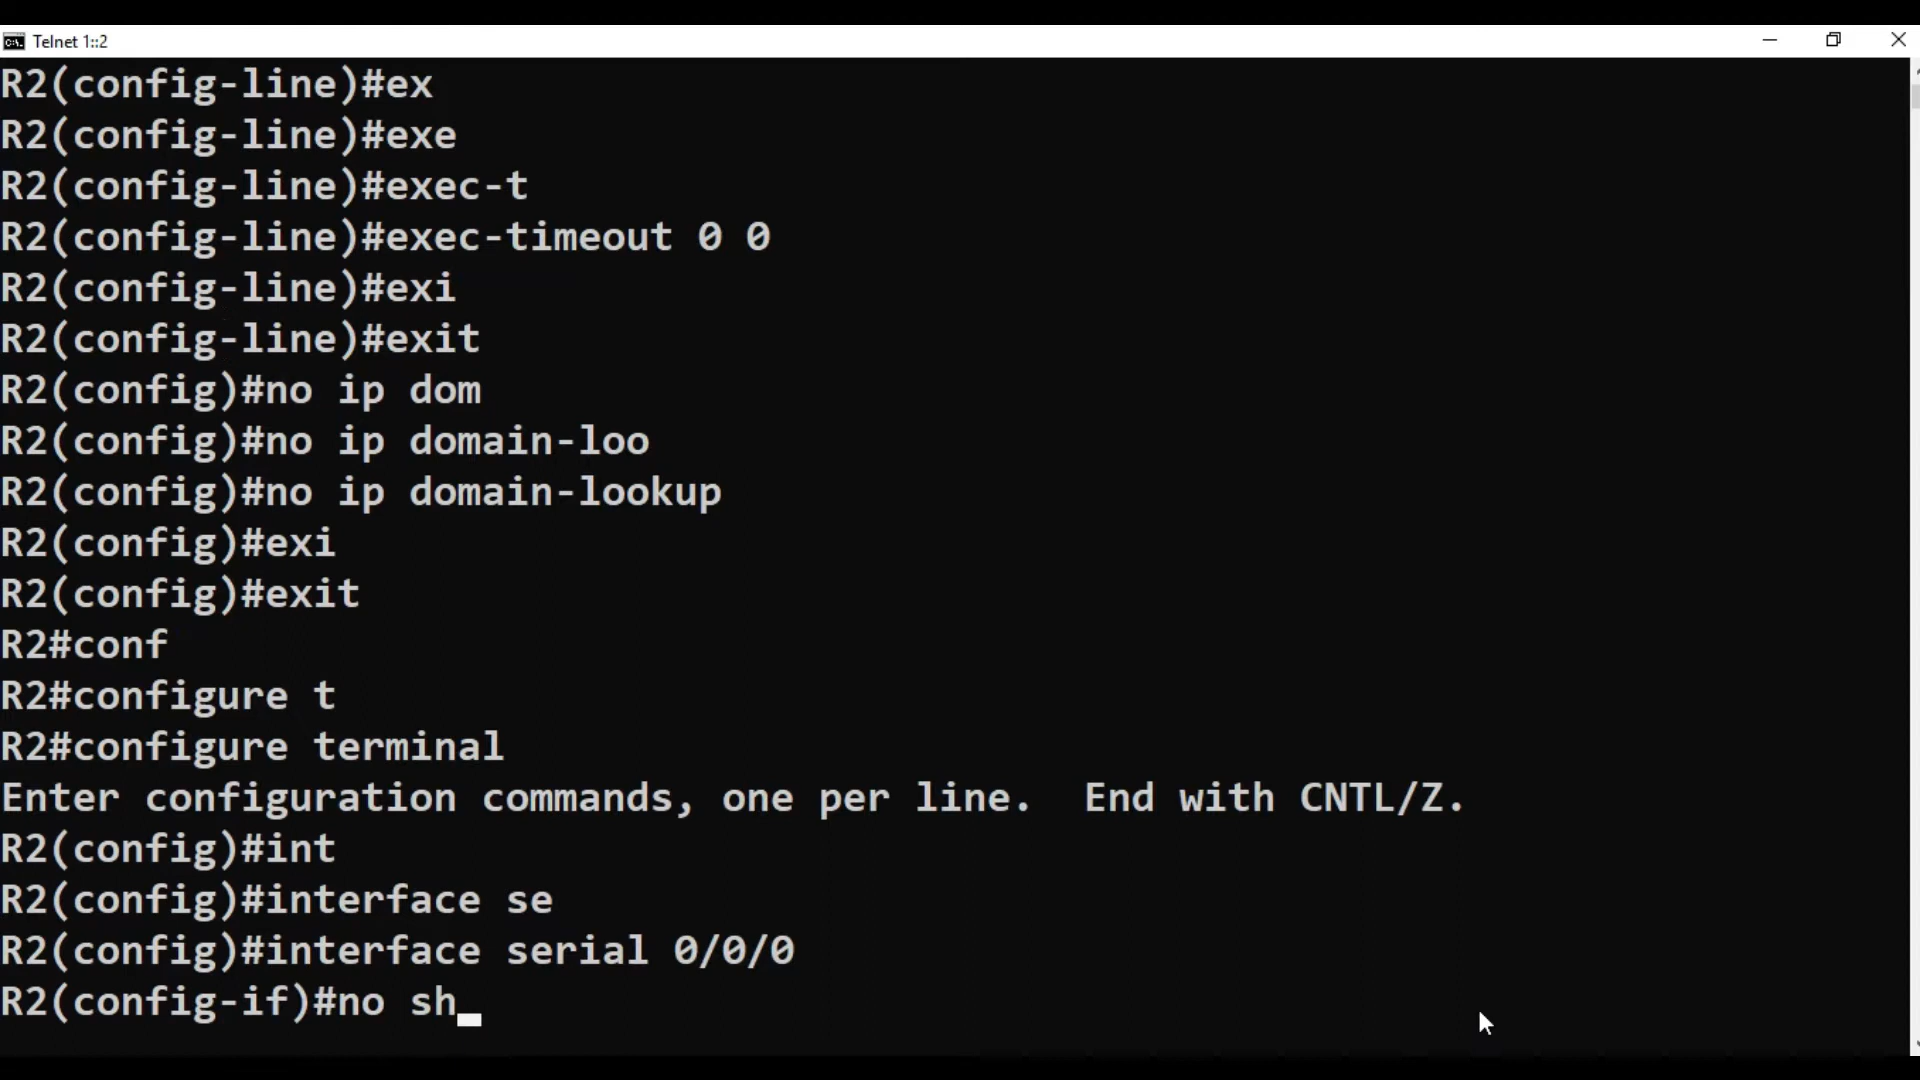 Telnet 1::2
R2(config-line)#ex
R2(config-line)#exe
R2(config-line)#exec-t
R2(config-line)#exec-timeout 0 0
R2(config-line)#exi
R2(config-line)#exit
R2(config)#no ip dom
R2(config)#no ip domain-loo
R2(config)#no ip domain-lookup
R2(config)#exi
R2(config)#exit
R2#conf
R2#configure t
R2#configure terminal
Enter configuration commands, one per line.  End with CNTL/Z.
R2(config)#int
R2(config)#interface se
R2(config)#interface serial 0/0/0
R2(config-if)#no sh